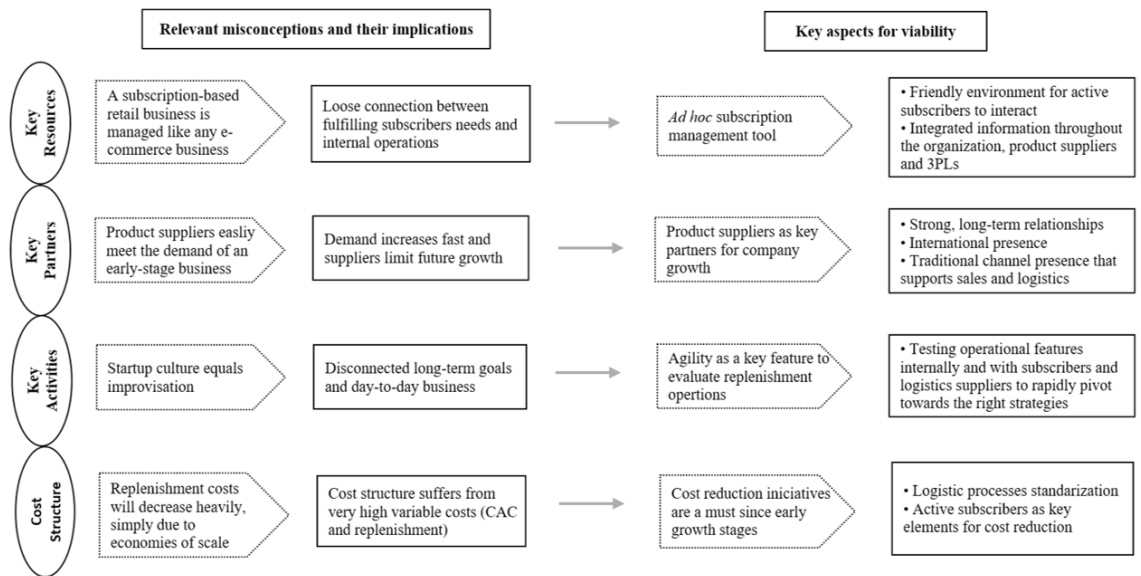 Relevant misconceptions and their implications
Key aspects for viability
Key
Resources
A subscription-based
retail business is
managed like any e-
commerce business
Loose connection between
fulfilling subscribers needs and
internal operations
Ad hoc subscription
management tool
• Friendly environment for active
subscribers to interact
• Integrated information throughout
the organization, product suppliers
and 3PLs
Key
Partners
Product suppliers easliy
meet the demand of an
early-stage business
Demand increases fast and
suppliers limit future growth
Product suppliers as key
partners for company
growth
• Strong, long-term relationships
• International presence
• Traditional channel presence that
supports sales and logistics
Key
Activities
Startup culture equals
improvisation
Disconnected long-term goals
and day-to-day business
Agility as a key feature to
evaluate replenishment
opertions
• Testing operational features
internally and with subscribers and
logistics suppliers to rapidly pivot
towards the right strategies
Cost
Structure
Replenishment costs
will decrease heavily,
simply due to
economies of scale
Cost structure suffers from
very high variable costs (CAC
and replenishment)
Cost reduction iniciatives
are a must since early
growth stages
• Logistic processes standarization
• Active subscribers as key
elements for cost reduction